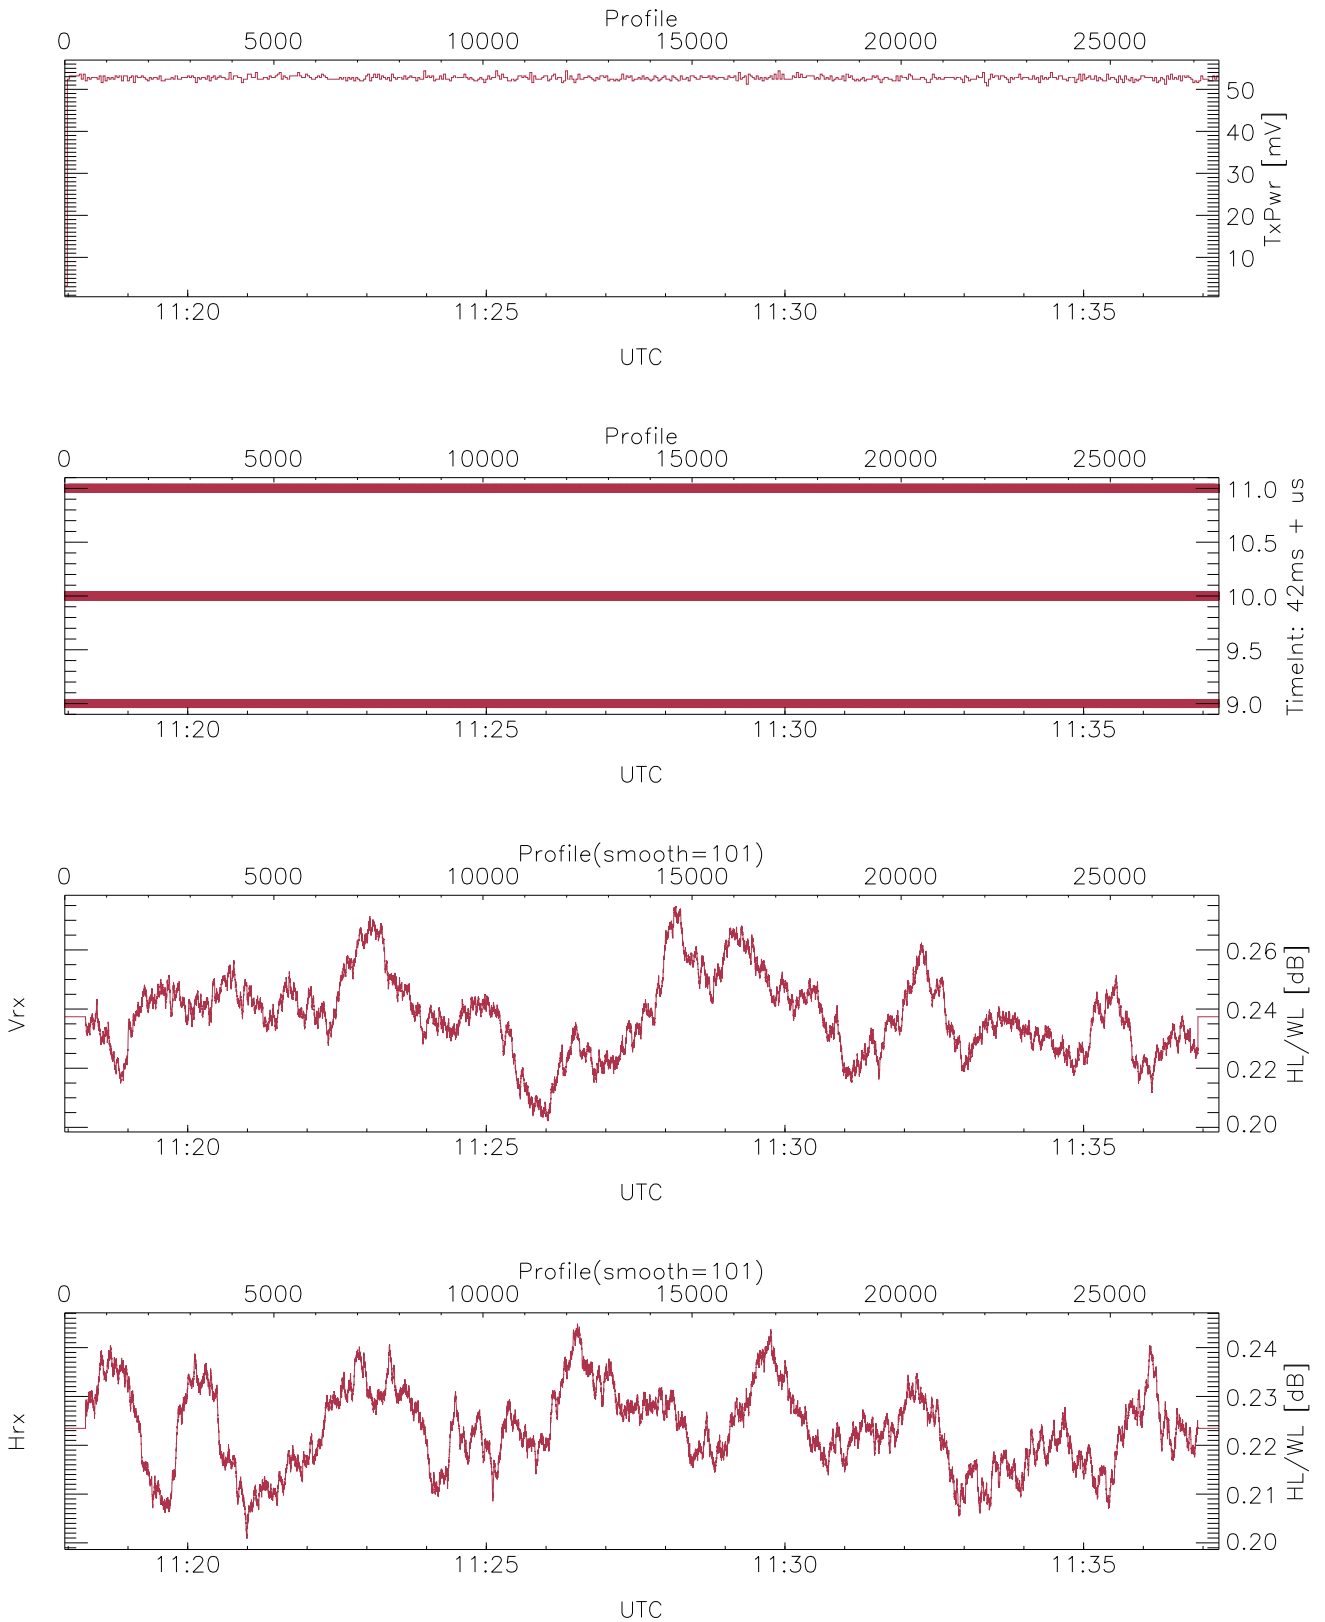 Profile
0 5000 10000 15000 20000 25000
50
40
30
20
10
TxPwr [mV]
11:20 11:25 11:30 11:35
UTC
Profile
0 5000 10000 15000 20000 25000
11.0
10.5
10.0
9.5
9.0
TimeInt: 42ms + us
11:20 11:25 11:30 11:35
UTC
Profile(smooth=101)
0 5000 10000 15000 20000 25000
Vrx
0.26
0.24
0.22
0.20
HL/WL [dB]
11:20 11:25 11:30 11:35
UTC
Profile(smooth=101)
0 5000 10000 15000 20000 25000
Hrx
0.24
0.23
0.22
0.21
0.20
HL/WL [dB]
11:20 11:25 11:30 11:35
UTC